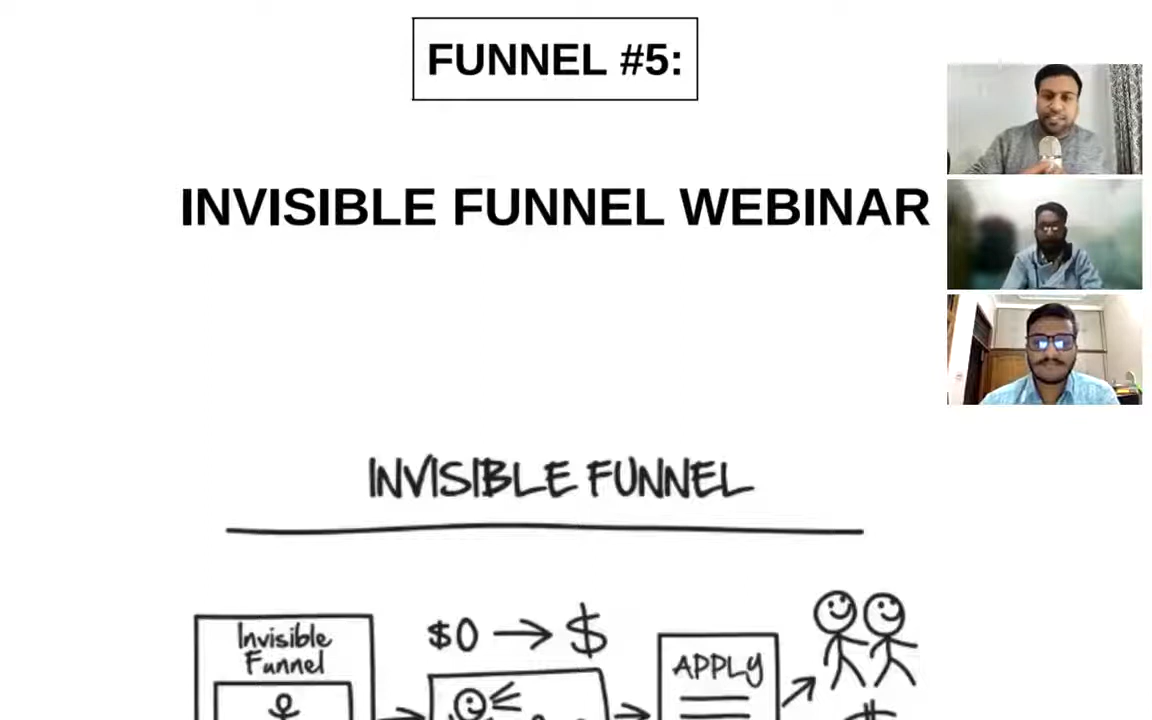 FUNNEL #5:
INVISIBLE FUNNEL WEBINAR
INVISIBLE FUNNEL
Invisible
Funnel
$0 → $
APPLY
$